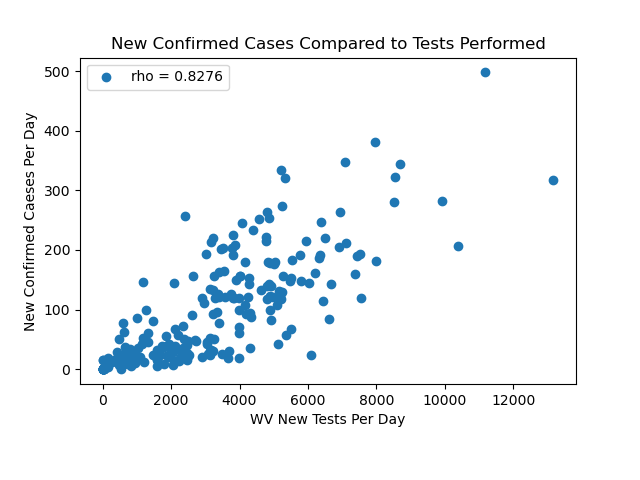 New Confirmed Cases Compared to Tests Performed
rho = 0.8276
New Confirmed Caeses Per Day
500
400
300
200
100
0
0 2000 4000 6000 8000 10000 12000
WV New Tests Per Day